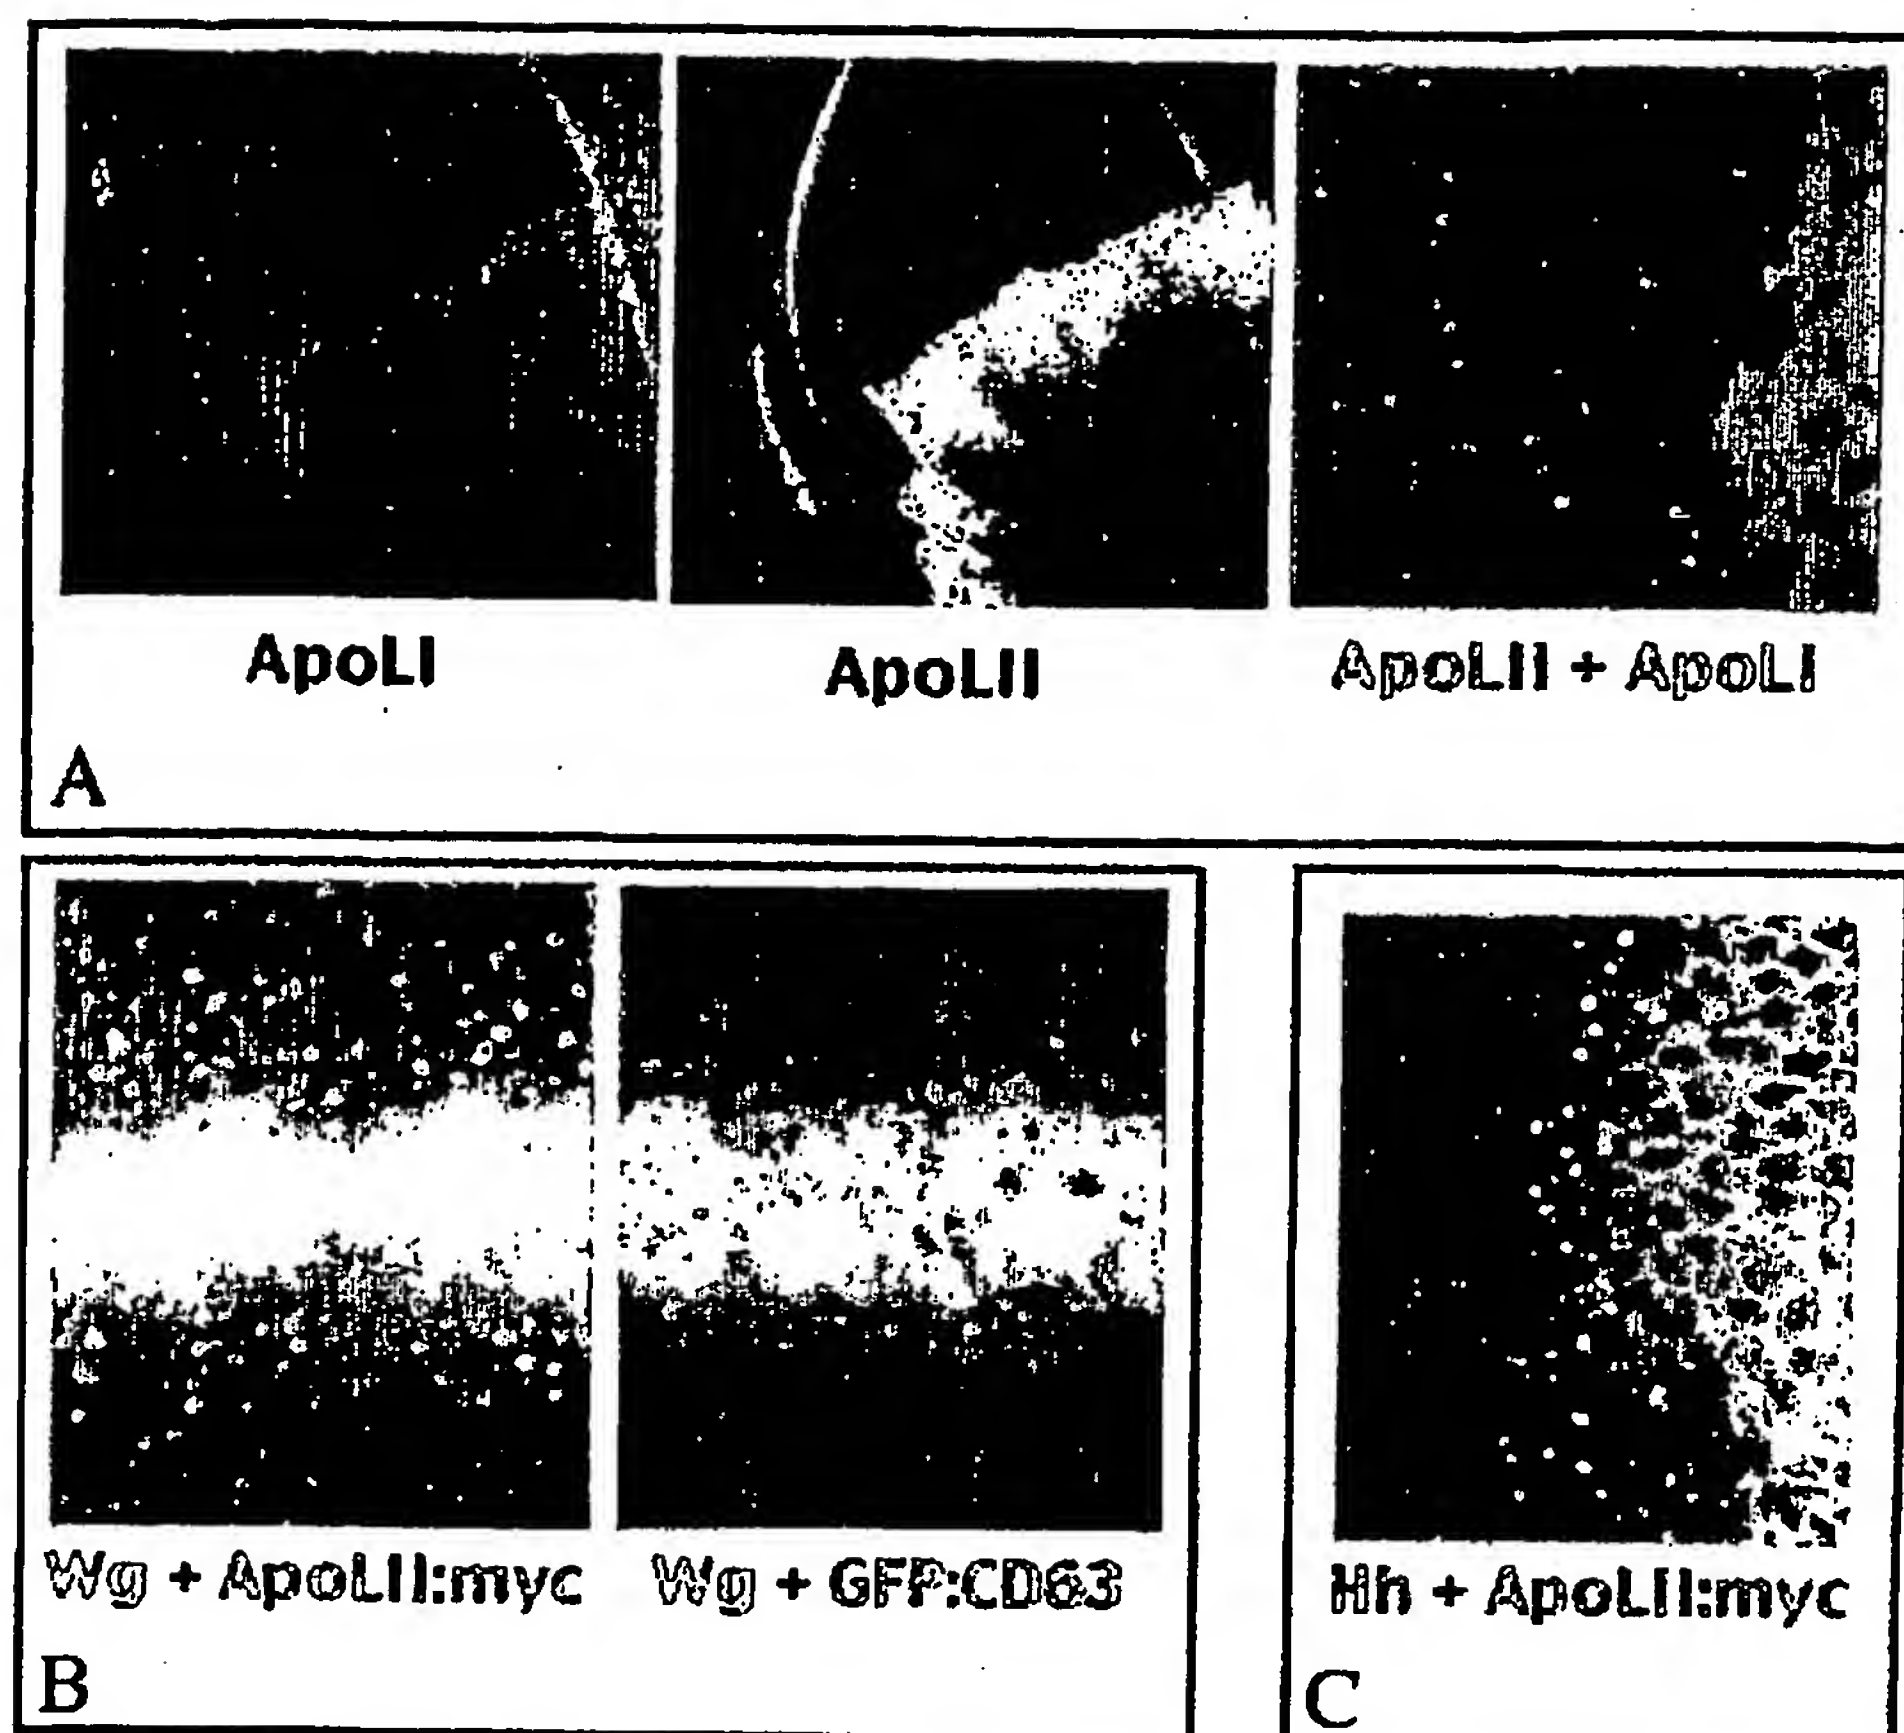 ApoLI ApoLII ApoLII + ApoLI
A
Wg + ApoLII:myc Wg + GFP:CD63
B
Hh + ApoLII:myc
C